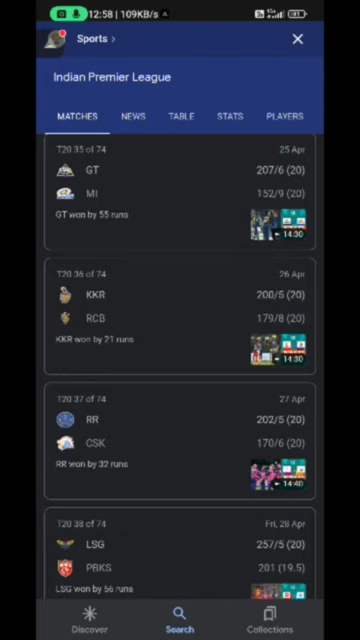 12:58 | 109KB/s
Sports >
Indian Premier League
MATCHES NEWS TABLE STATS PLAYERS
T20 35 of 74 25 Apr
GT 207/6 (20)
MI 152/9 (20)
GT won by 55 runs
14:30
T20 36 of 74 26 Apr
KKR 200/5 (20)
RCB 179/8 (20)
KKR won by 21 runs
14:30
T20 37 of 74 27 Apr
RR 202/5 (20)
CSK 170/6 (20)
RR won by 32 runs
14:40
T20 38 of 74 Fri, 28 Apr
LSG 257/5 (20)
PBKS 201 (19.5)
LSG won by 56 runs
Discover Search Collections